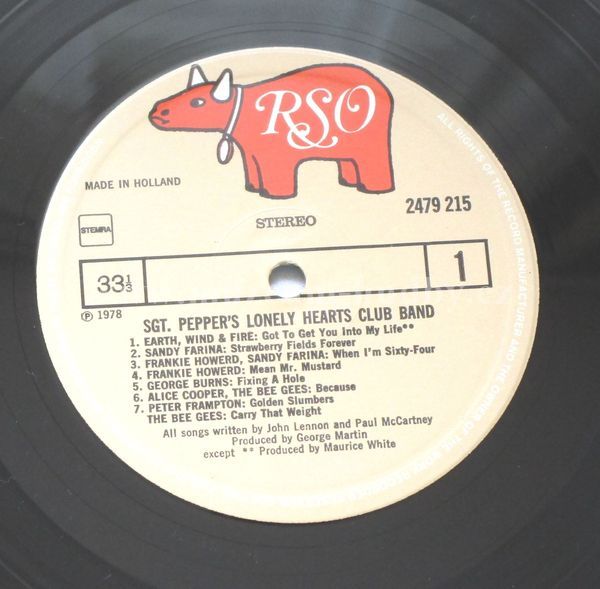 RSO
MADE IN HOLLAND
STEMRA
STEREO
2479 215
33 1/3
1
℗ 1978
SGT. PEPPER'S LONELY HEARTS CLUB BAND
1. EARTH, WIND & FIRE: Got To Get You Into My Life**
2. SANDY FARINA: Strawberry Fields Forever
3. FRANKIE HOWERD, SANDY FARINA: When I'm Sixty-Four
4. FRANKIE HOWERD: Mean Mr. Mustard
5. GEORGE BURNS: Fixing A Hole
6. ALICE COOPER, THE BEE GEES: Because
7. PETER FRAMPTON: Golden Slumbers
THE BEE GEES: Carry That Weight
All songs written by John Lennon and Paul McCartney
Produced by George Martin
except ** Produced by Maurice White
ALL RIGHTS OF THE RECORD MANUFACTURER AND THE OWNER OF THE WORK